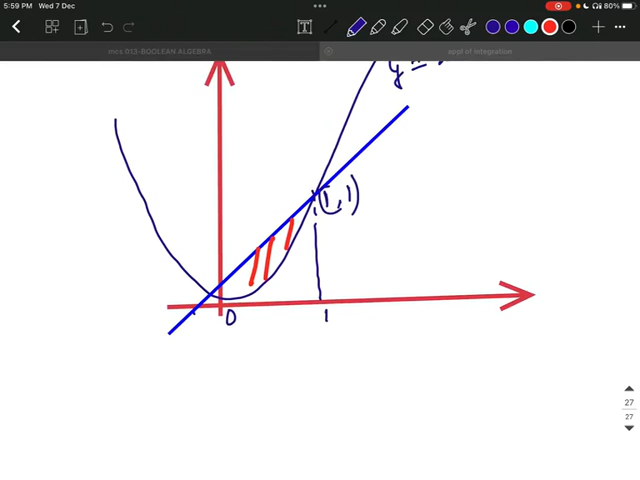 5:59 PM Wed 7 Dec
80%
mcs 013-BOOLEAN ALGEBRA
appl of integration
y =
(1,1)
0
1
27
27